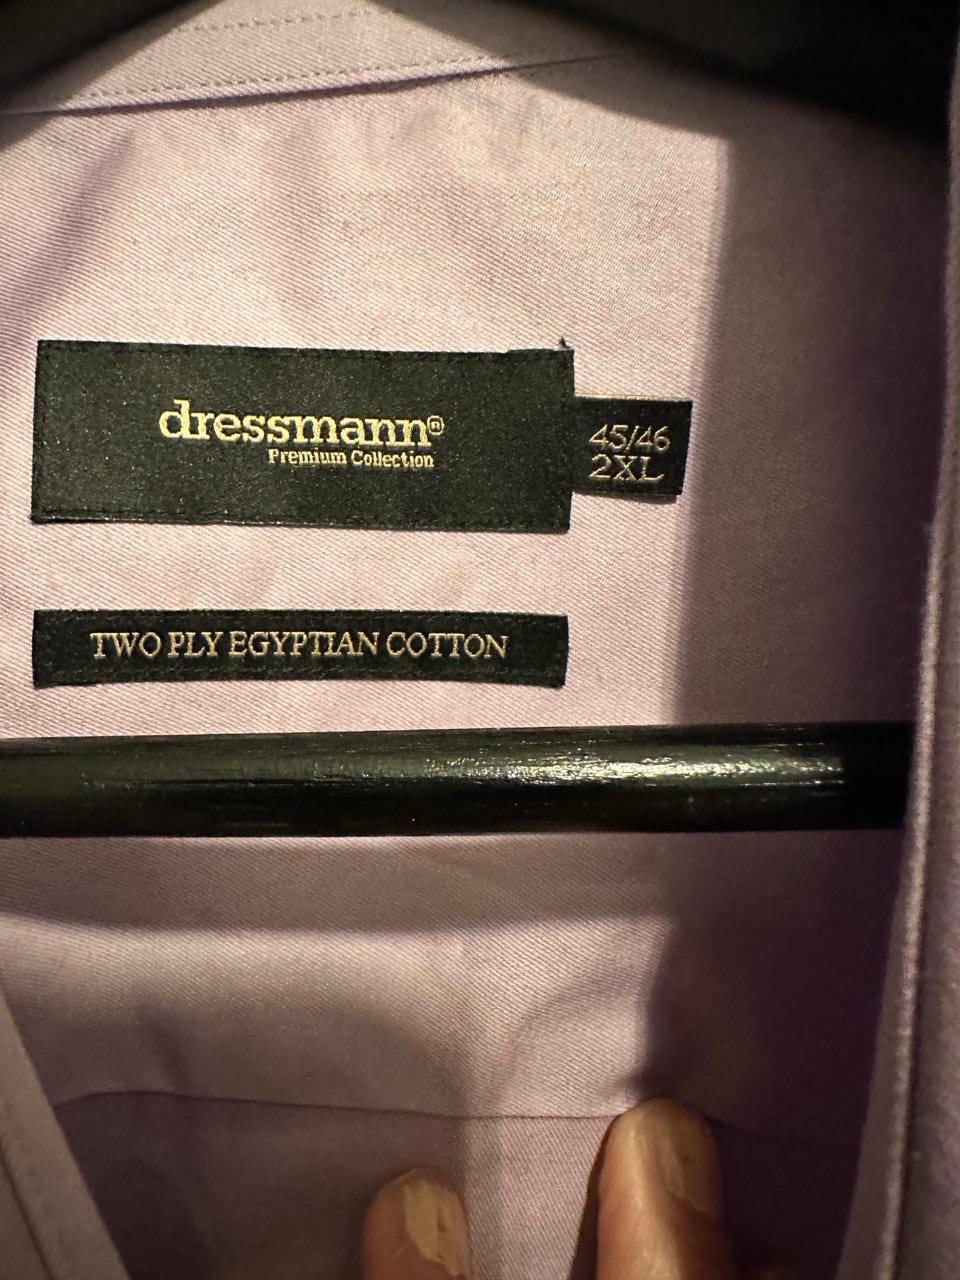 dressmann®
Premium Collection
45/46
2XL
TWO PLY EGYPTIAN COTTON